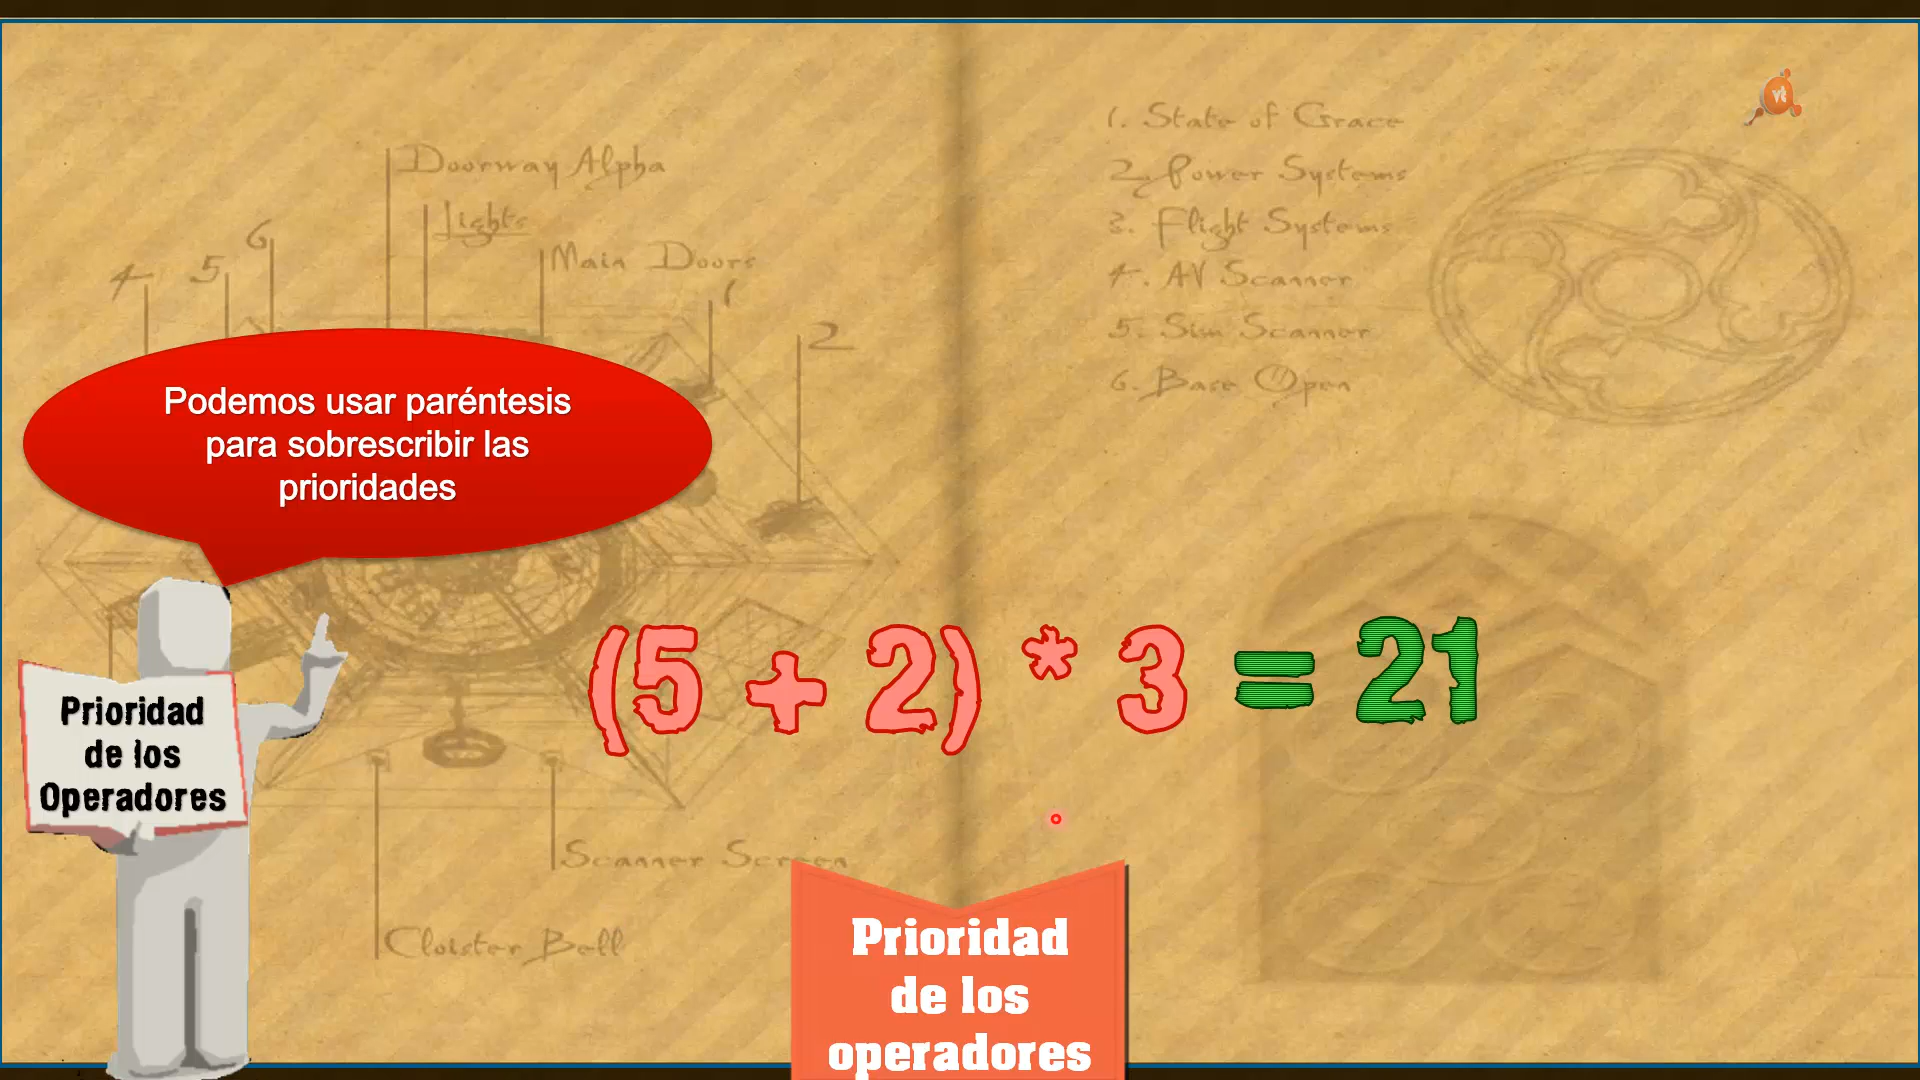 Doorway Alpha
Lights
Main Doors
6
5
4
1
2
1. State of Grace
2. Power Systems
3. Flight Systems
4. AV Scanner
5. Sim Scanner
6. Base Open
vt
Podemos usar paréntesis
para sobrescribir las
prioridades
(5 + 2) * 3 = 21
Prioridad
de los
Operadores
Scanner Screen
Cloister Bell
Prioridad
de los
operadores